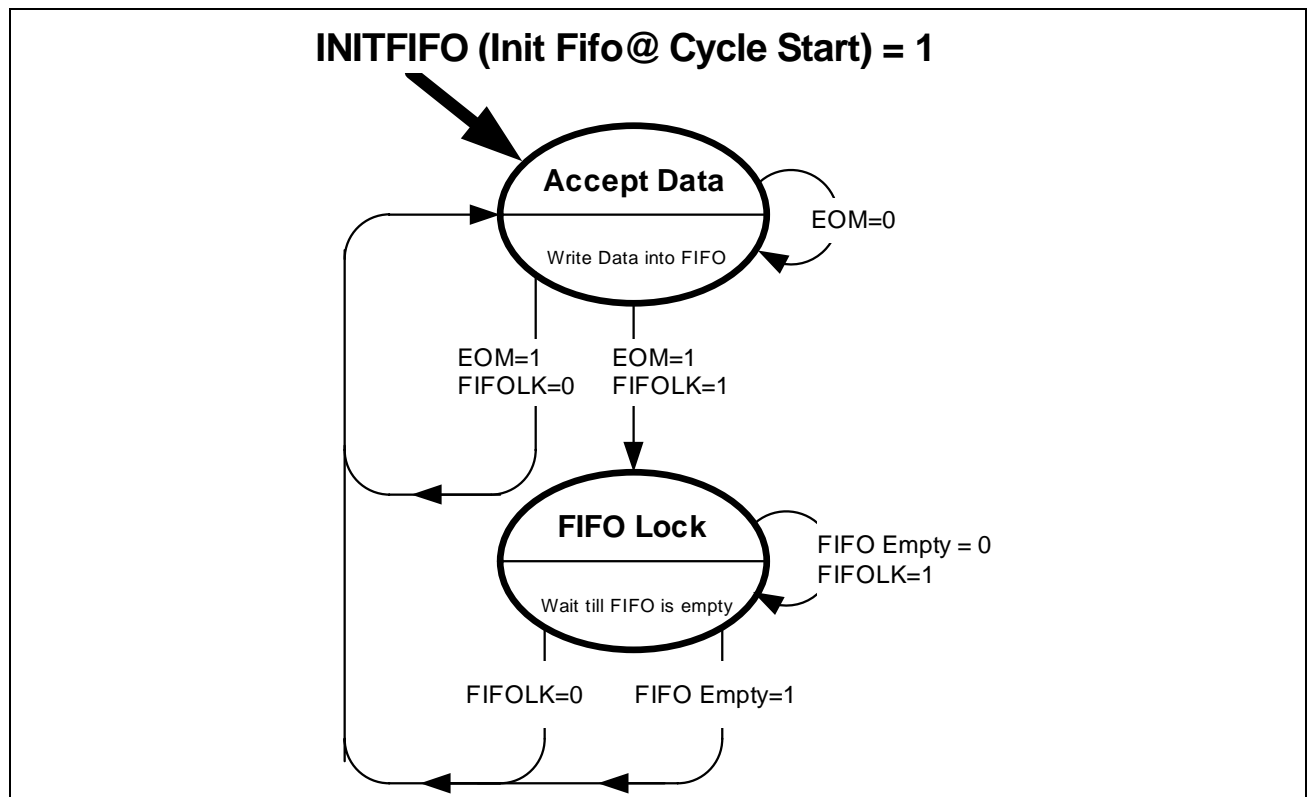 INITFIFO (Init Fifo@ Cycle Start) = 1
Accept Data
EOM=0
Write Data into FIFO
EOM=1
FIFOLK=0
EOM=1
FIFOLK=1
FIFO Lock
FIFO Empty = 0
FIFOLK=1
Wait till FIFO is empty
FIFOLK=0
FIFO Empty=1